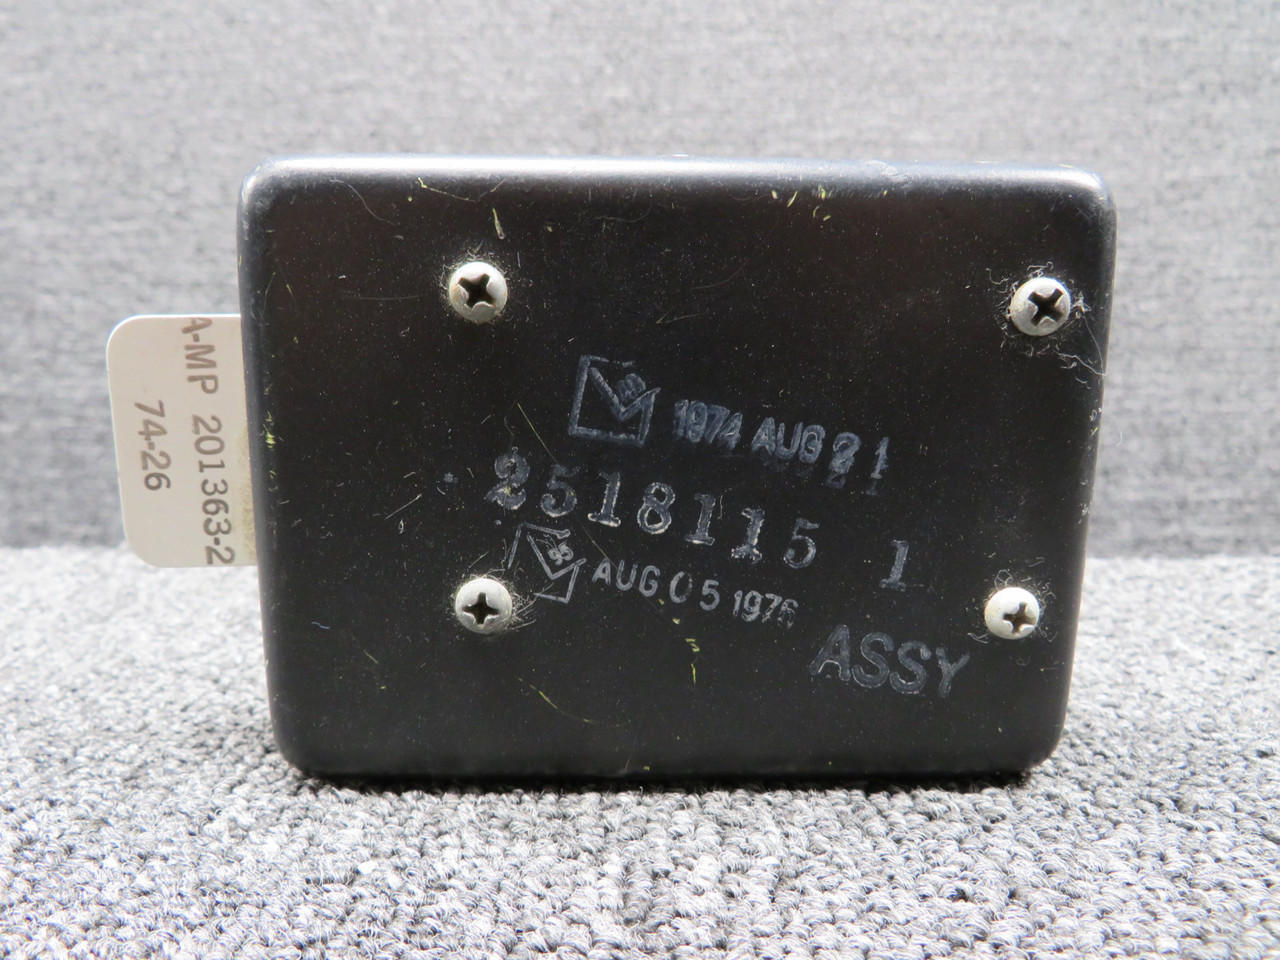 A-MP 201363-2
74-26
1974 AUG 21
2518115 1
AUG 05 1976
ASSY